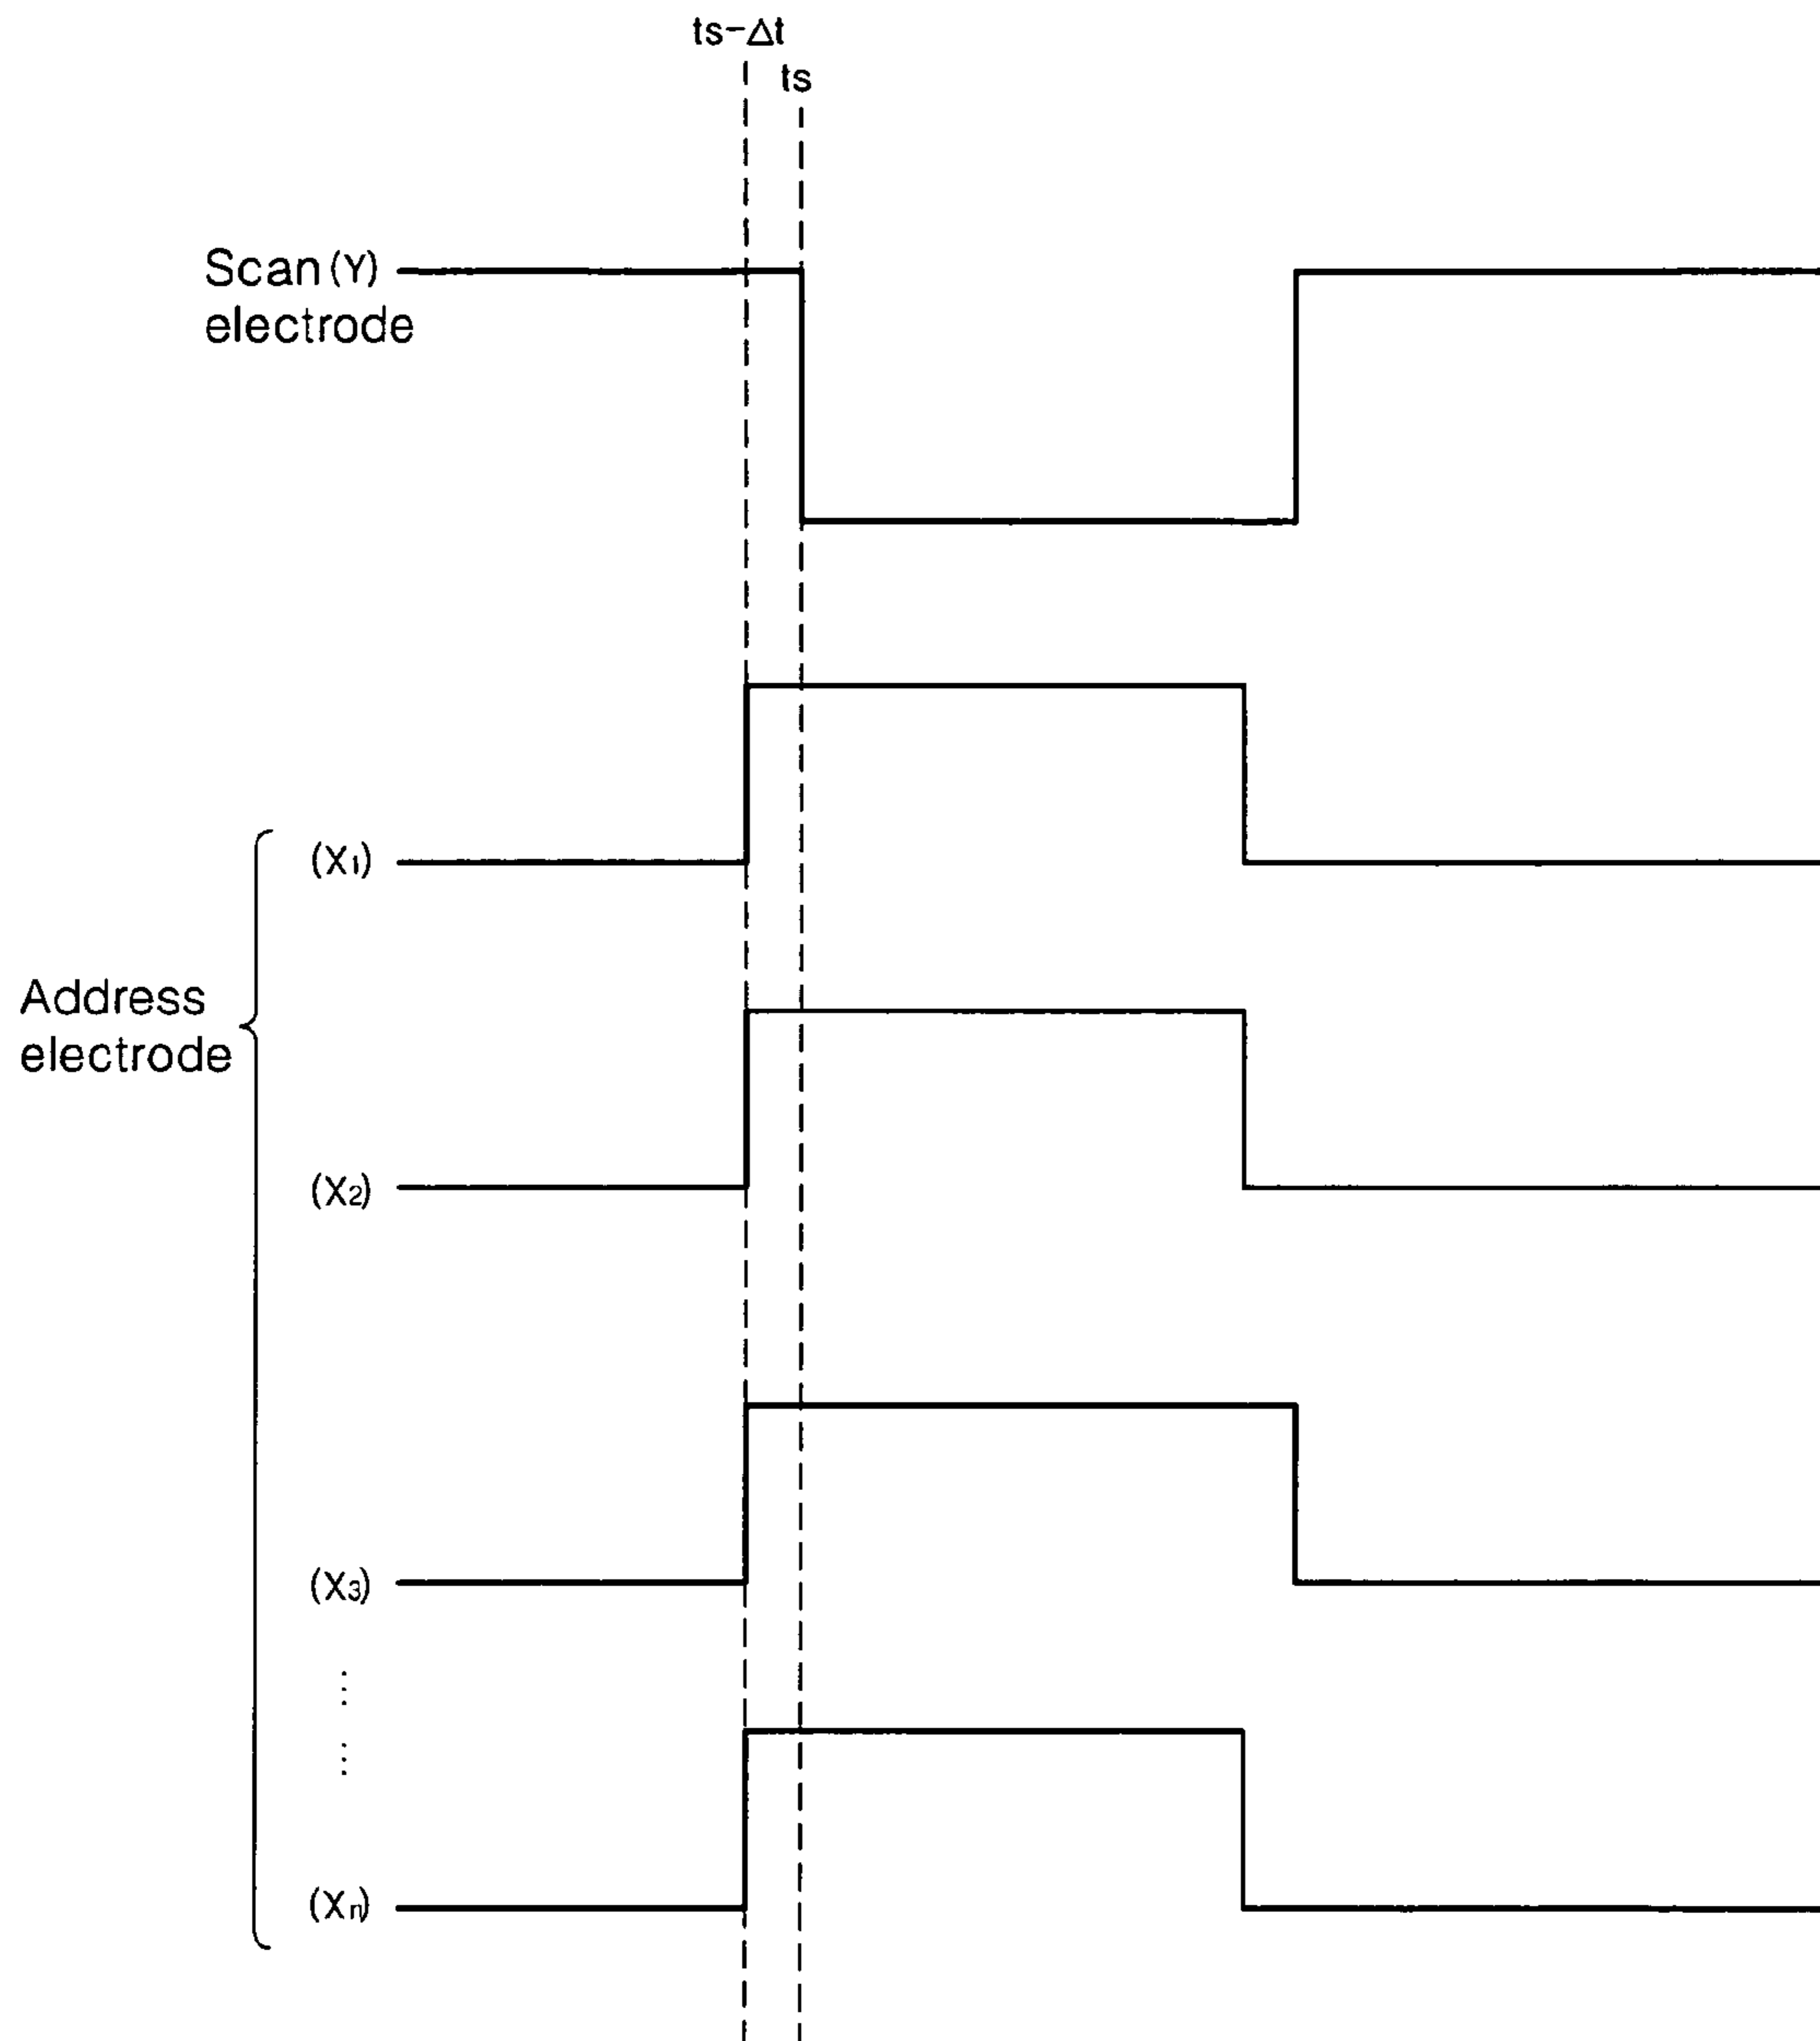 ts-Δt
ts
Scan (Y)
electrode
(X1)
Address
electrode
(X2)
(X3)
(Xn)